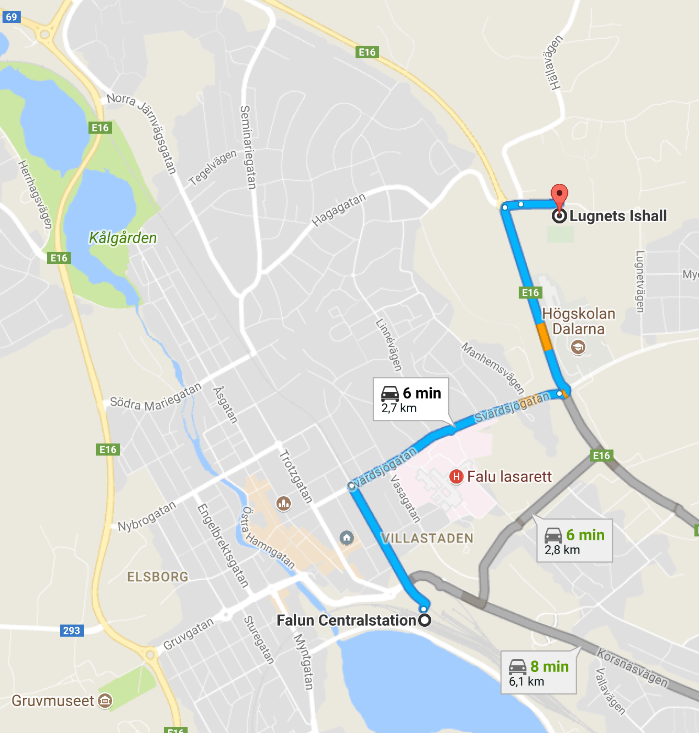 69
E16
Hällavägen
Norra Järnvägsgatan
Seminariegatan
E16
Tegelvägen
Herrhagsvägen
Hagagatan
Lugnets Ishall
Kålgården
E16
Lugnetvägen
My
E16
Högskolan
Dalarna
Linnévägen
Manhemsvägen
6 min
2,7 km
Södra Mariegatan
Åsgatan
Svärdsjögatan
E16
Svärdsjögatan
Trotzgatan
E16
H
Falu lasarett
Vasagatan
Nybrogatan
Engelbrektsgatan
Östra Hamngatan
VILLASTADEN
6 min
2,8 km
ELSBORG
Falun Centralstation
293
Gruvgatan
Sturegatan
Myntgatan
8 min
6,1 km
Korsnäsvägen
Vallavägen
Gruvmuseet
E16